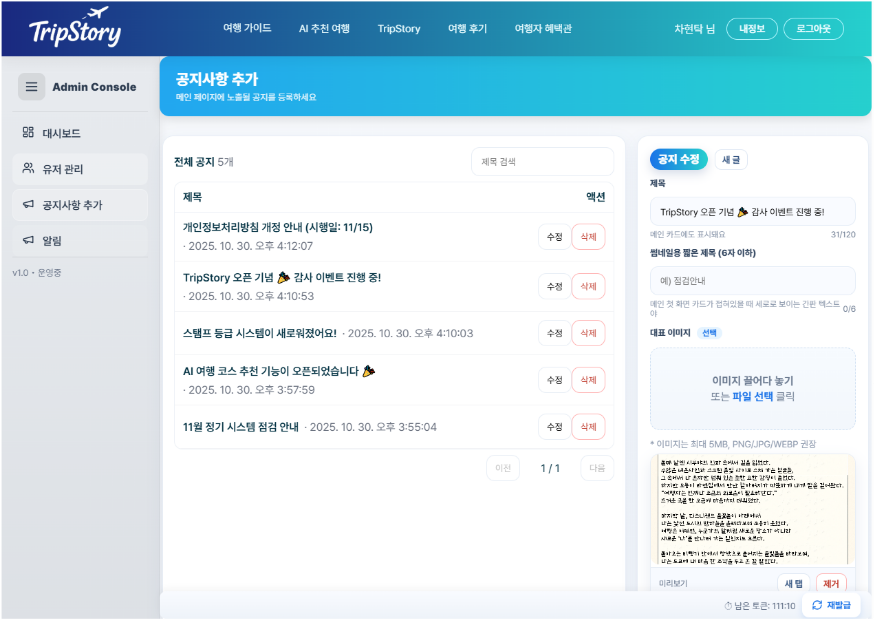 TripStory
여행 가이드
AI 추천 여행
TripStory
여행 후기
여행자 혜택관
차현탁 님
내정보
로그아웃
Admin Console
대시보드
유저 관리
공지사항 추가
알림
v1.0 • 운영중
공지사항 추가
메인 페이지에 노출될 공지를 등록하세요
전체 공지 5개
제목 검색
제목
액션
개인정보처리방침 개정 안내 (시행일: 11/15)
· 2025. 10. 30. 오후 4:12:07
수정
삭제
TripStory 오픈 기념 🎉 감사 이벤트 진행 중!
· 2025. 10. 30. 오후 4:10:53
수정
삭제
스탬프 등급 시스템이 새로워졌어요! · 2025. 10. 30. 오후 4:10:03
수정
삭제
AI 여행 코스 추천 기능이 오픈되었습니다 🎉
· 2025. 10. 30. 오후 3:57:59
수정
삭제
11월 정기 시스템 점검 안내 · 2025. 10. 30. 오후 3:55:04
수정
삭제
이전
1 / 1
다음
공지 수정
새 글
제목
TripStory 오픈 기념 🎉 감사 이벤트 진행 중!
메인 카드에도 표시돼요
31/120
썸네일용 짧은 제목 (6자 이하)
예) 점검안내
메인 첫 화면 카드가 접혀있을 때 세로로 보이는 간판 텍스트
0/6
대표 이미지
선택
이미지 끌어다 놓기
또는 파일 선택 클릭
* 이미지는 최대 5MB, PNG/JPG/WEBP 권장
미리보기
새 탭
제거
남은 토큰: 111:10
재발급